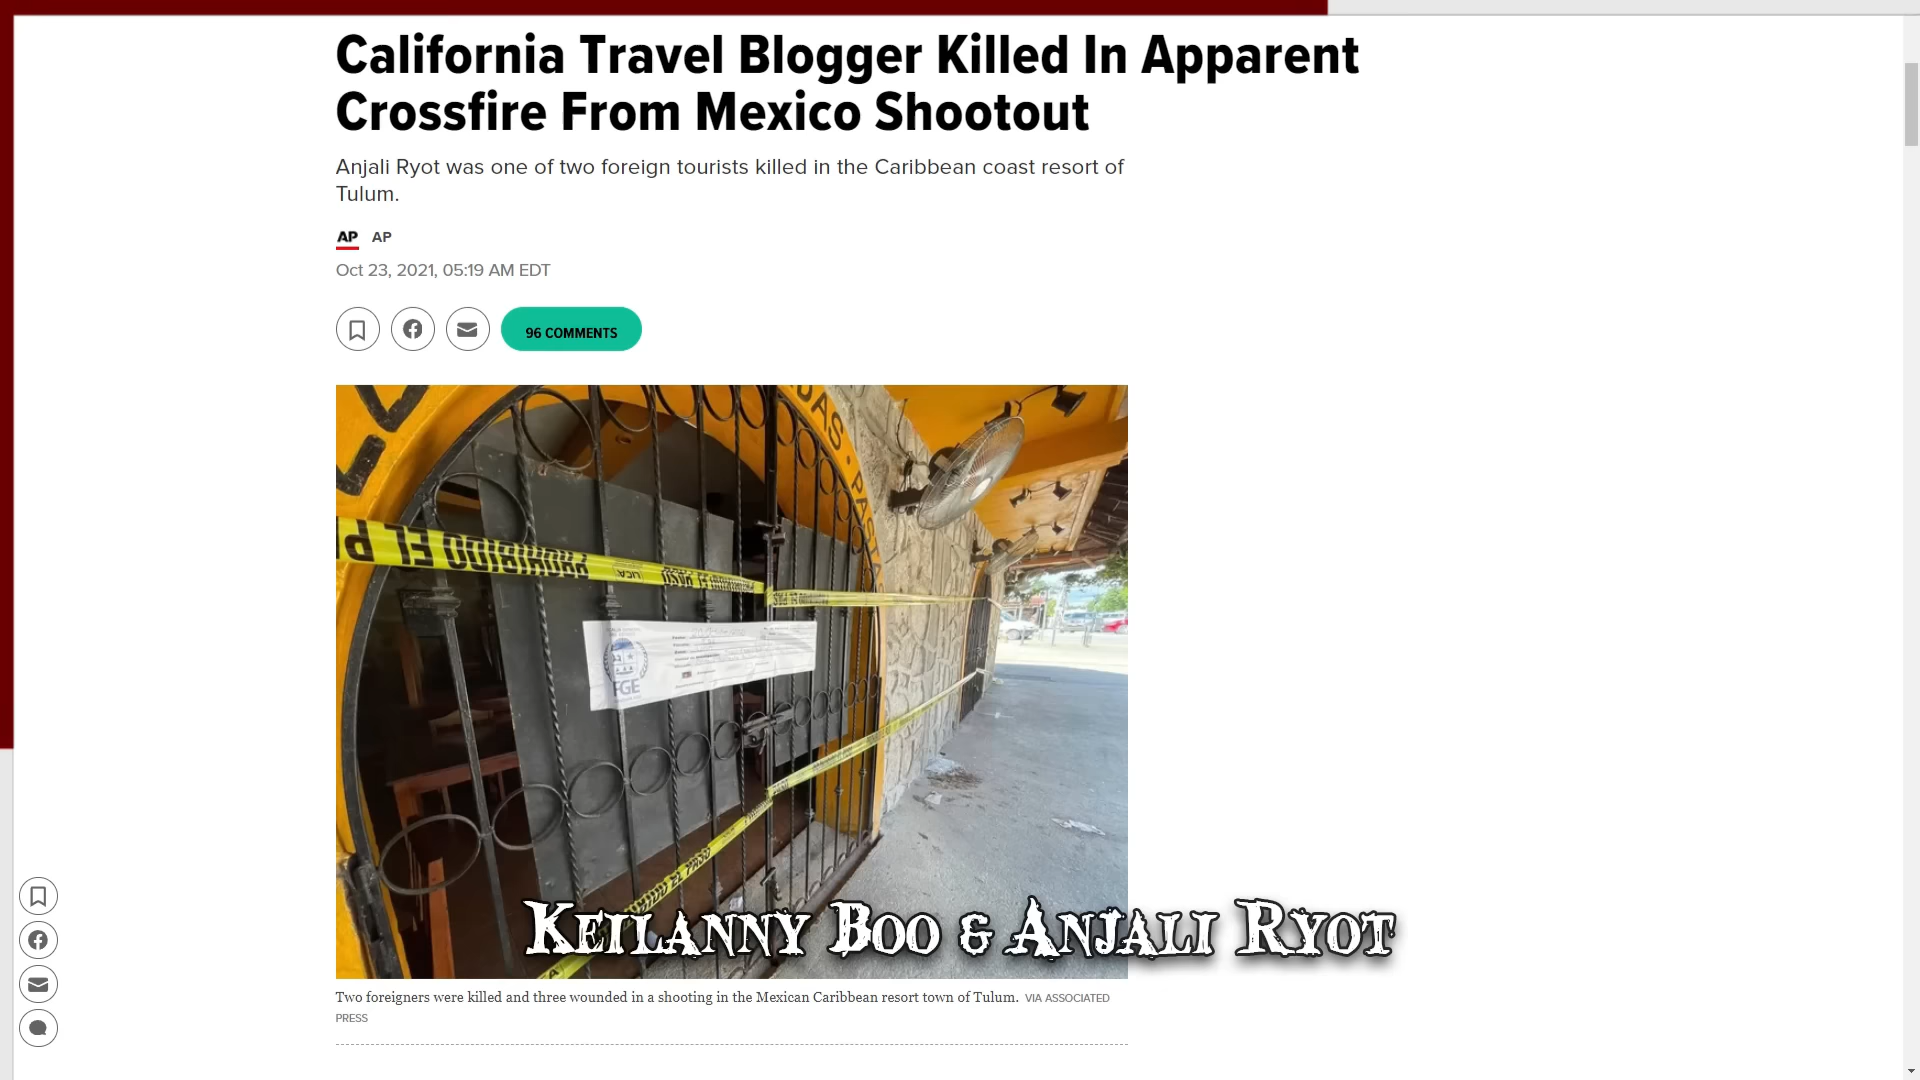 California Travel Blogger Killed In Apparent
Crossfire From Mexico Shootout
Anjali Ryot was one of two foreign tourists killed in the Caribbean coast resort of
Tulum.
AP AP
Oct 23, 2021, 05:19 AM EDT
96 COMMENTS
PROHIBIDO EL P
FGE
KEILANNY BOO & ANJALI RYOT
Two foreigners were killed and three wounded in a shooting in the Mexican Caribbean resort town of Tulum. VIA ASSOCIATED
PRESS